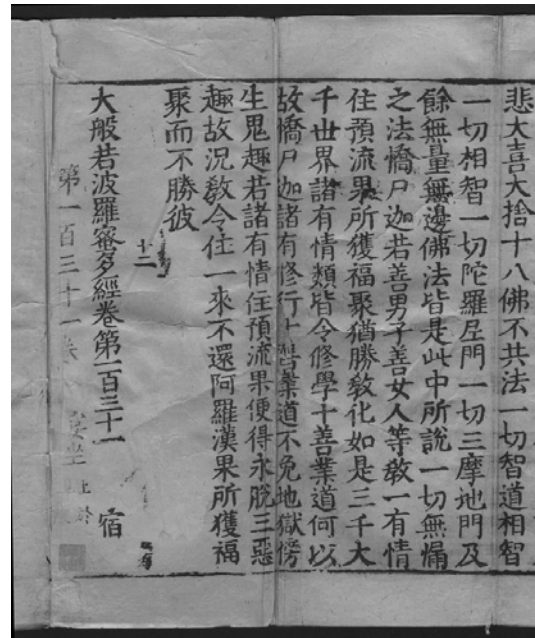 悲大喜大捨十八佛不共法一切智道相智
一切相智一切陀羅尼門一切三摩地門及
餘無量無邊佛法皆是此中所說一切無漏
之法憍尸迦若善男子善女人等敎一有情
住預流果所獲福聚猶勝敎化如是三千大
千世界諸有情類皆令修學十善業道何以
故憍尸迦諸有修行十善業道不免地獄傍
生鬼趣若諸有情住預流果便得永脫三惡
趣故況敎令住一來不還阿羅漢果所獲福
聚而不勝彼
十二
大般若波羅蜜多經卷第一百三十一 宿
第一百三十一卷